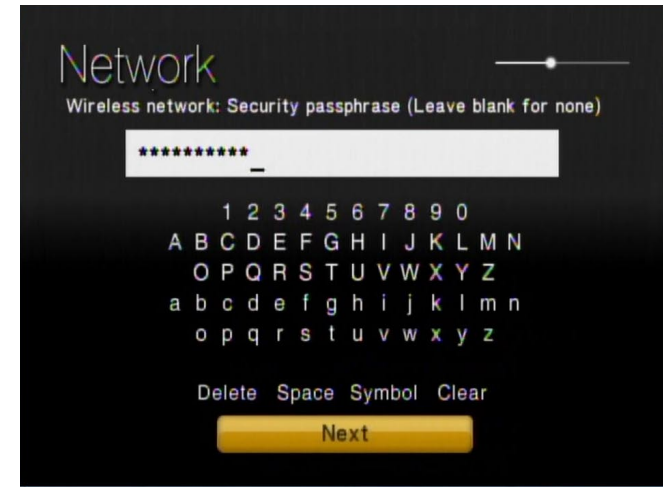 Network
Wireless network: Security passphrase (Leave blank for none)
**********_
1 2 3 4 5 6 7 8 9 0
A B C D E F G H I J K L M N
O P Q R S T U V W X Y Z
a b c d e f g h i j k l m n
o p q r s t u v w x y z
Delete Space Symbol Clear
Next